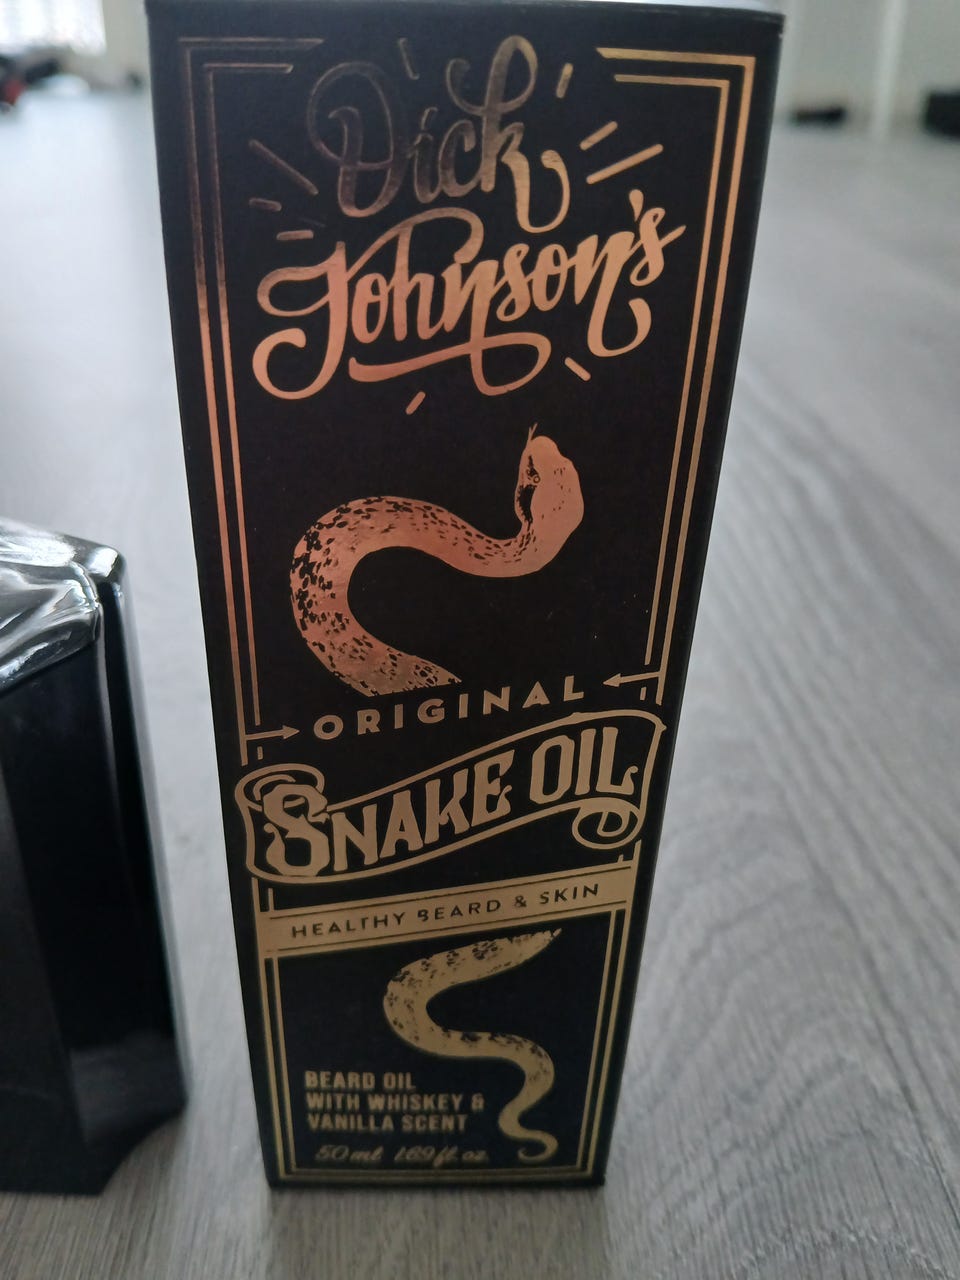 Dick
Johnson's
ORIGINAL
SNAKE OIL
HEALTHY BEARD & SKIN
BEARD OIL
WITH WHISKEY &
VANILLA SCENT
50 ml 1.69 fl. oz.